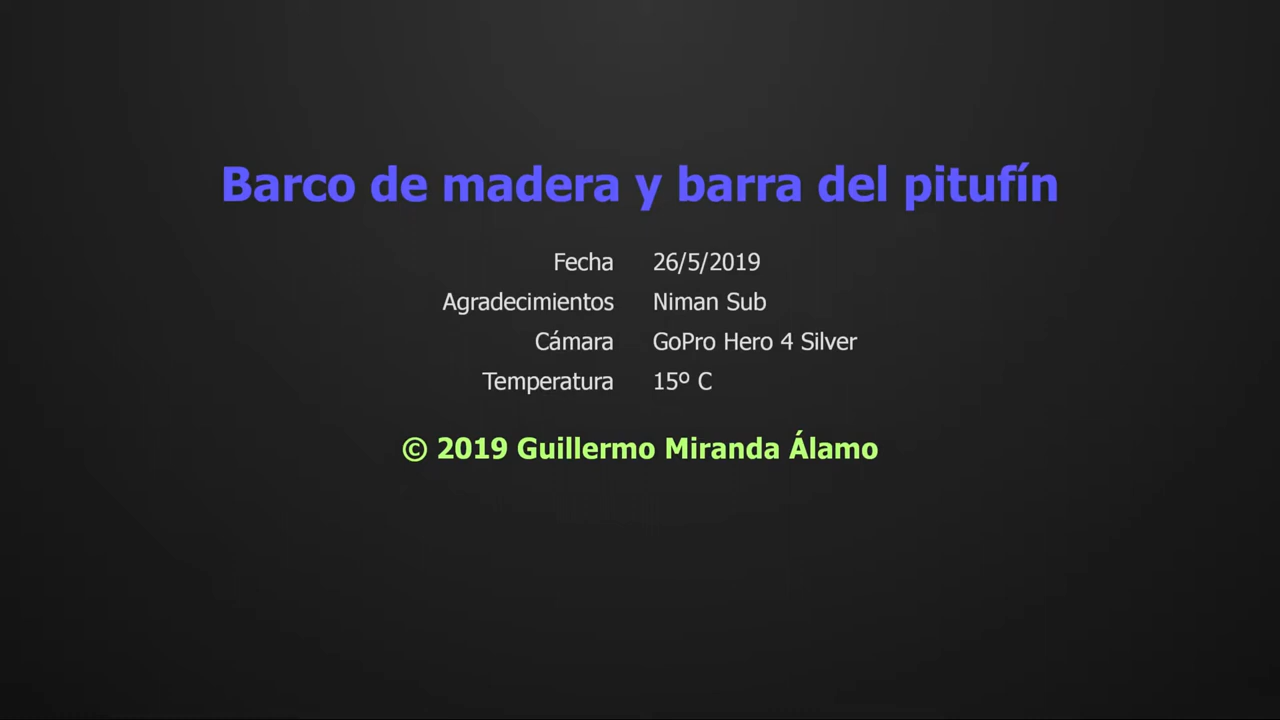 Barco de madera y barra del pitufín
Fecha 26/5/2019
Agradecimientos Niman Sub
Cámara GoPro Hero 4 Silver
Temperatura 15º C
© 2019 Guillermo Miranda Álamo